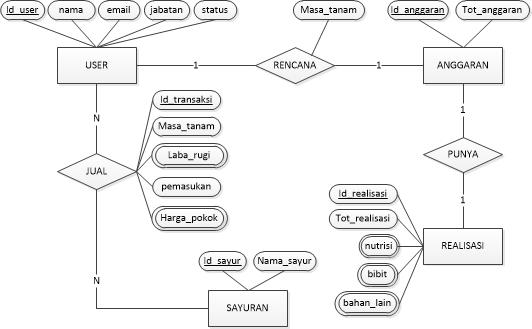 Id_user
nama
email
jabatan
status
Masa_tanam
Id_anggaran
Tot_anggaran
USER
1
RENCANA
1
ANGGARAN
N
1
Id_transaksi
Masa_tanam
Laba_rugi
JUAL
pemasukan
Harga_pokok
PUNYA
1
Id_realisasi
Tot_realisasi
nutrisi
REALISASI
bibit
bahan_lain
N
Id_sayur
Nama_sayur
SAYURAN